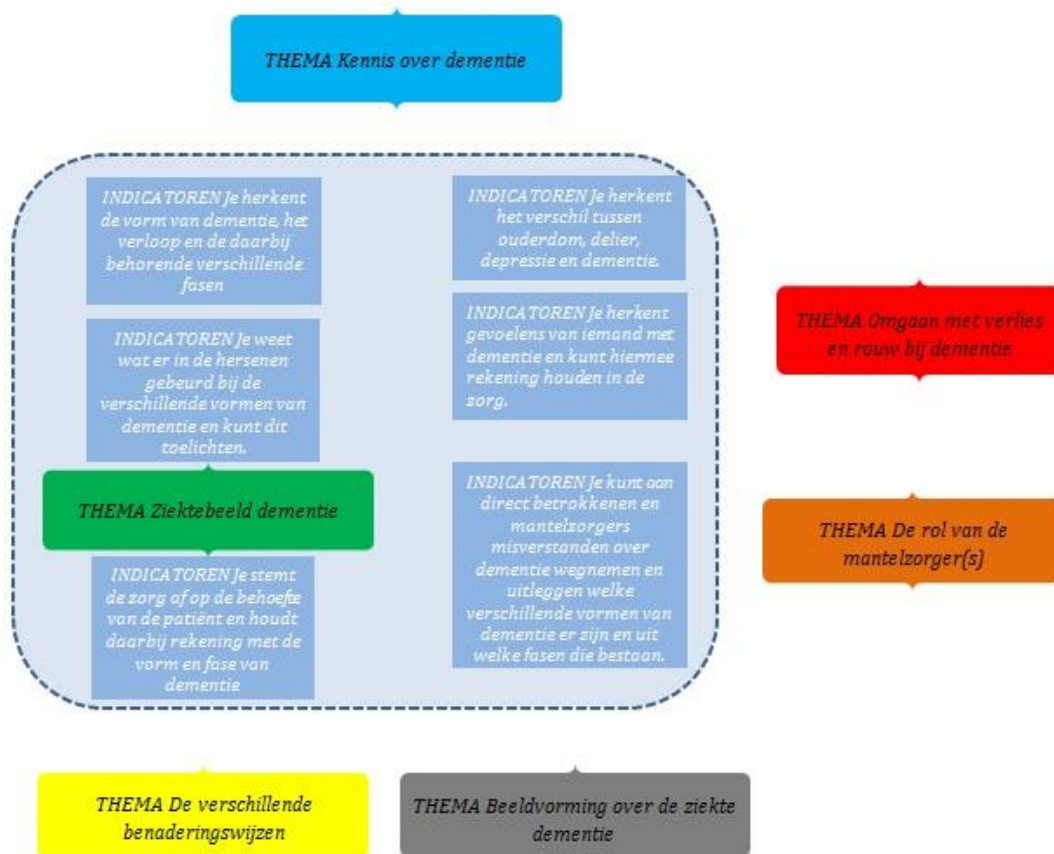 THEMA Kennis over dementie
INDICATOREN Je herkent
de vorm van dementie, het
verloop en de daarbij
behorende verschillende
fasen
INDICATOREN Je herkent
het verschil tussen
ouderdom, delier,
depressie en dementie.
INDICATOREN Je weet
wat er in de hersenen
gebeurd bij de
verschillende vormen van
dementie en kunt dit
toelichten.
INDICATOREN Je herkent
gevoelens van iemand met
dementie en kunt hiermee
rekening houden in de
zorg.
THEMA Omgaan met verlies
en rouw bij dementie
THEMA Ziektebeeld dementie
INDICATOREN Je kunt aan
direct betrokkenen en
mantelzorgers
misverstanden over
dementie wegnemen en
uitleggen welke
verschillende vormen van
dementie er zijn en uit
welke fasen die bestaan.
THEMA De rol van de
mantelzorger(s)
INDICATOREN Je stemt
de zorg af op de behoefte
van de patiënt en houdt
daarbij rekening met de
vorm en fase van
dementie
THEMA De verschillende
benaderingswijzen
THEMA Beeldvorming over de ziekte
dementie